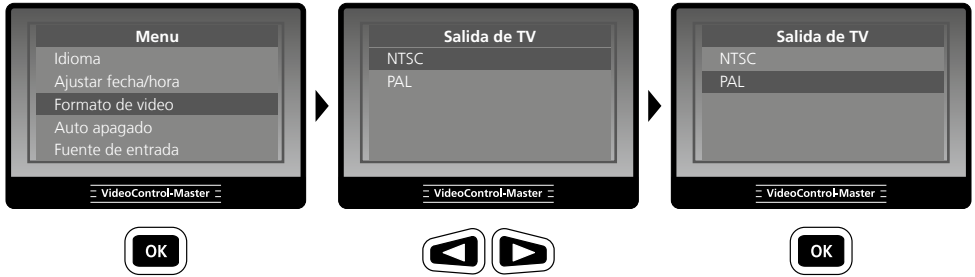 Menu
Idioma
Ajustar fecha/hora
Formato de video
Auto apagado
Fuente de entrada
VideoControl-Master
OK
Salida de TV
NTSC
PAL
VideoControl-Master
Salida de TV
NTSC
PAL
VideoControl-Master
OK